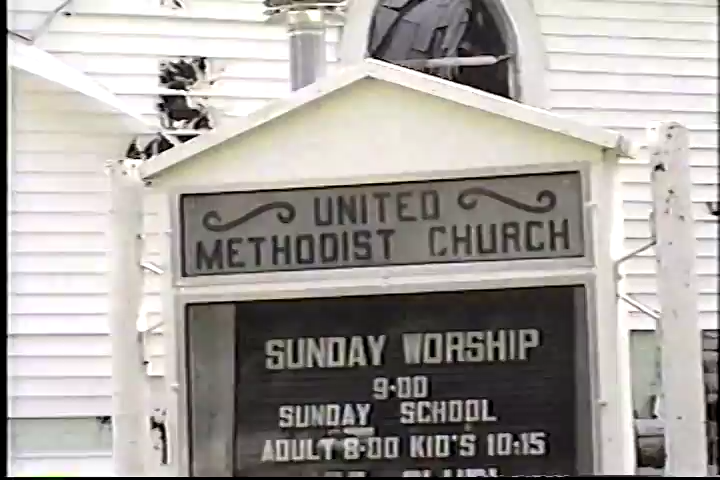 UNITED
METHODIST CHURCH
SUNDAY WORSHIP
9:00
SUNDAY SCHOOL
ADULT 8:00 KID'S 10:15